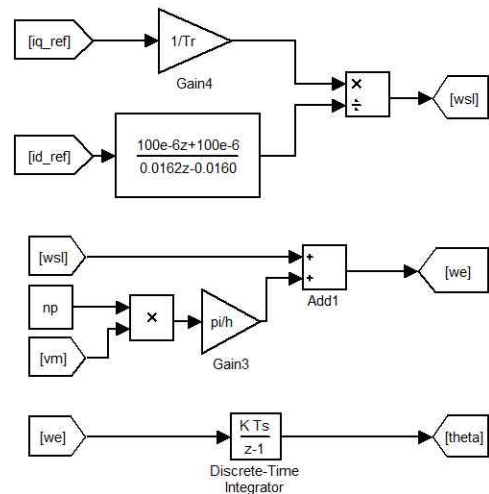 [iq_ref]
1/Tr
Gain4
×
÷
[wsl]
[id_ref]
100e-6z+100e-6
0.0162z-0.0160
[wsl]
+
+
Add1
[we]
np
×
pi/h
Gain3
[vm]
[we]
K Ts
z-1
Discrete-Time
Integrator
[theta]